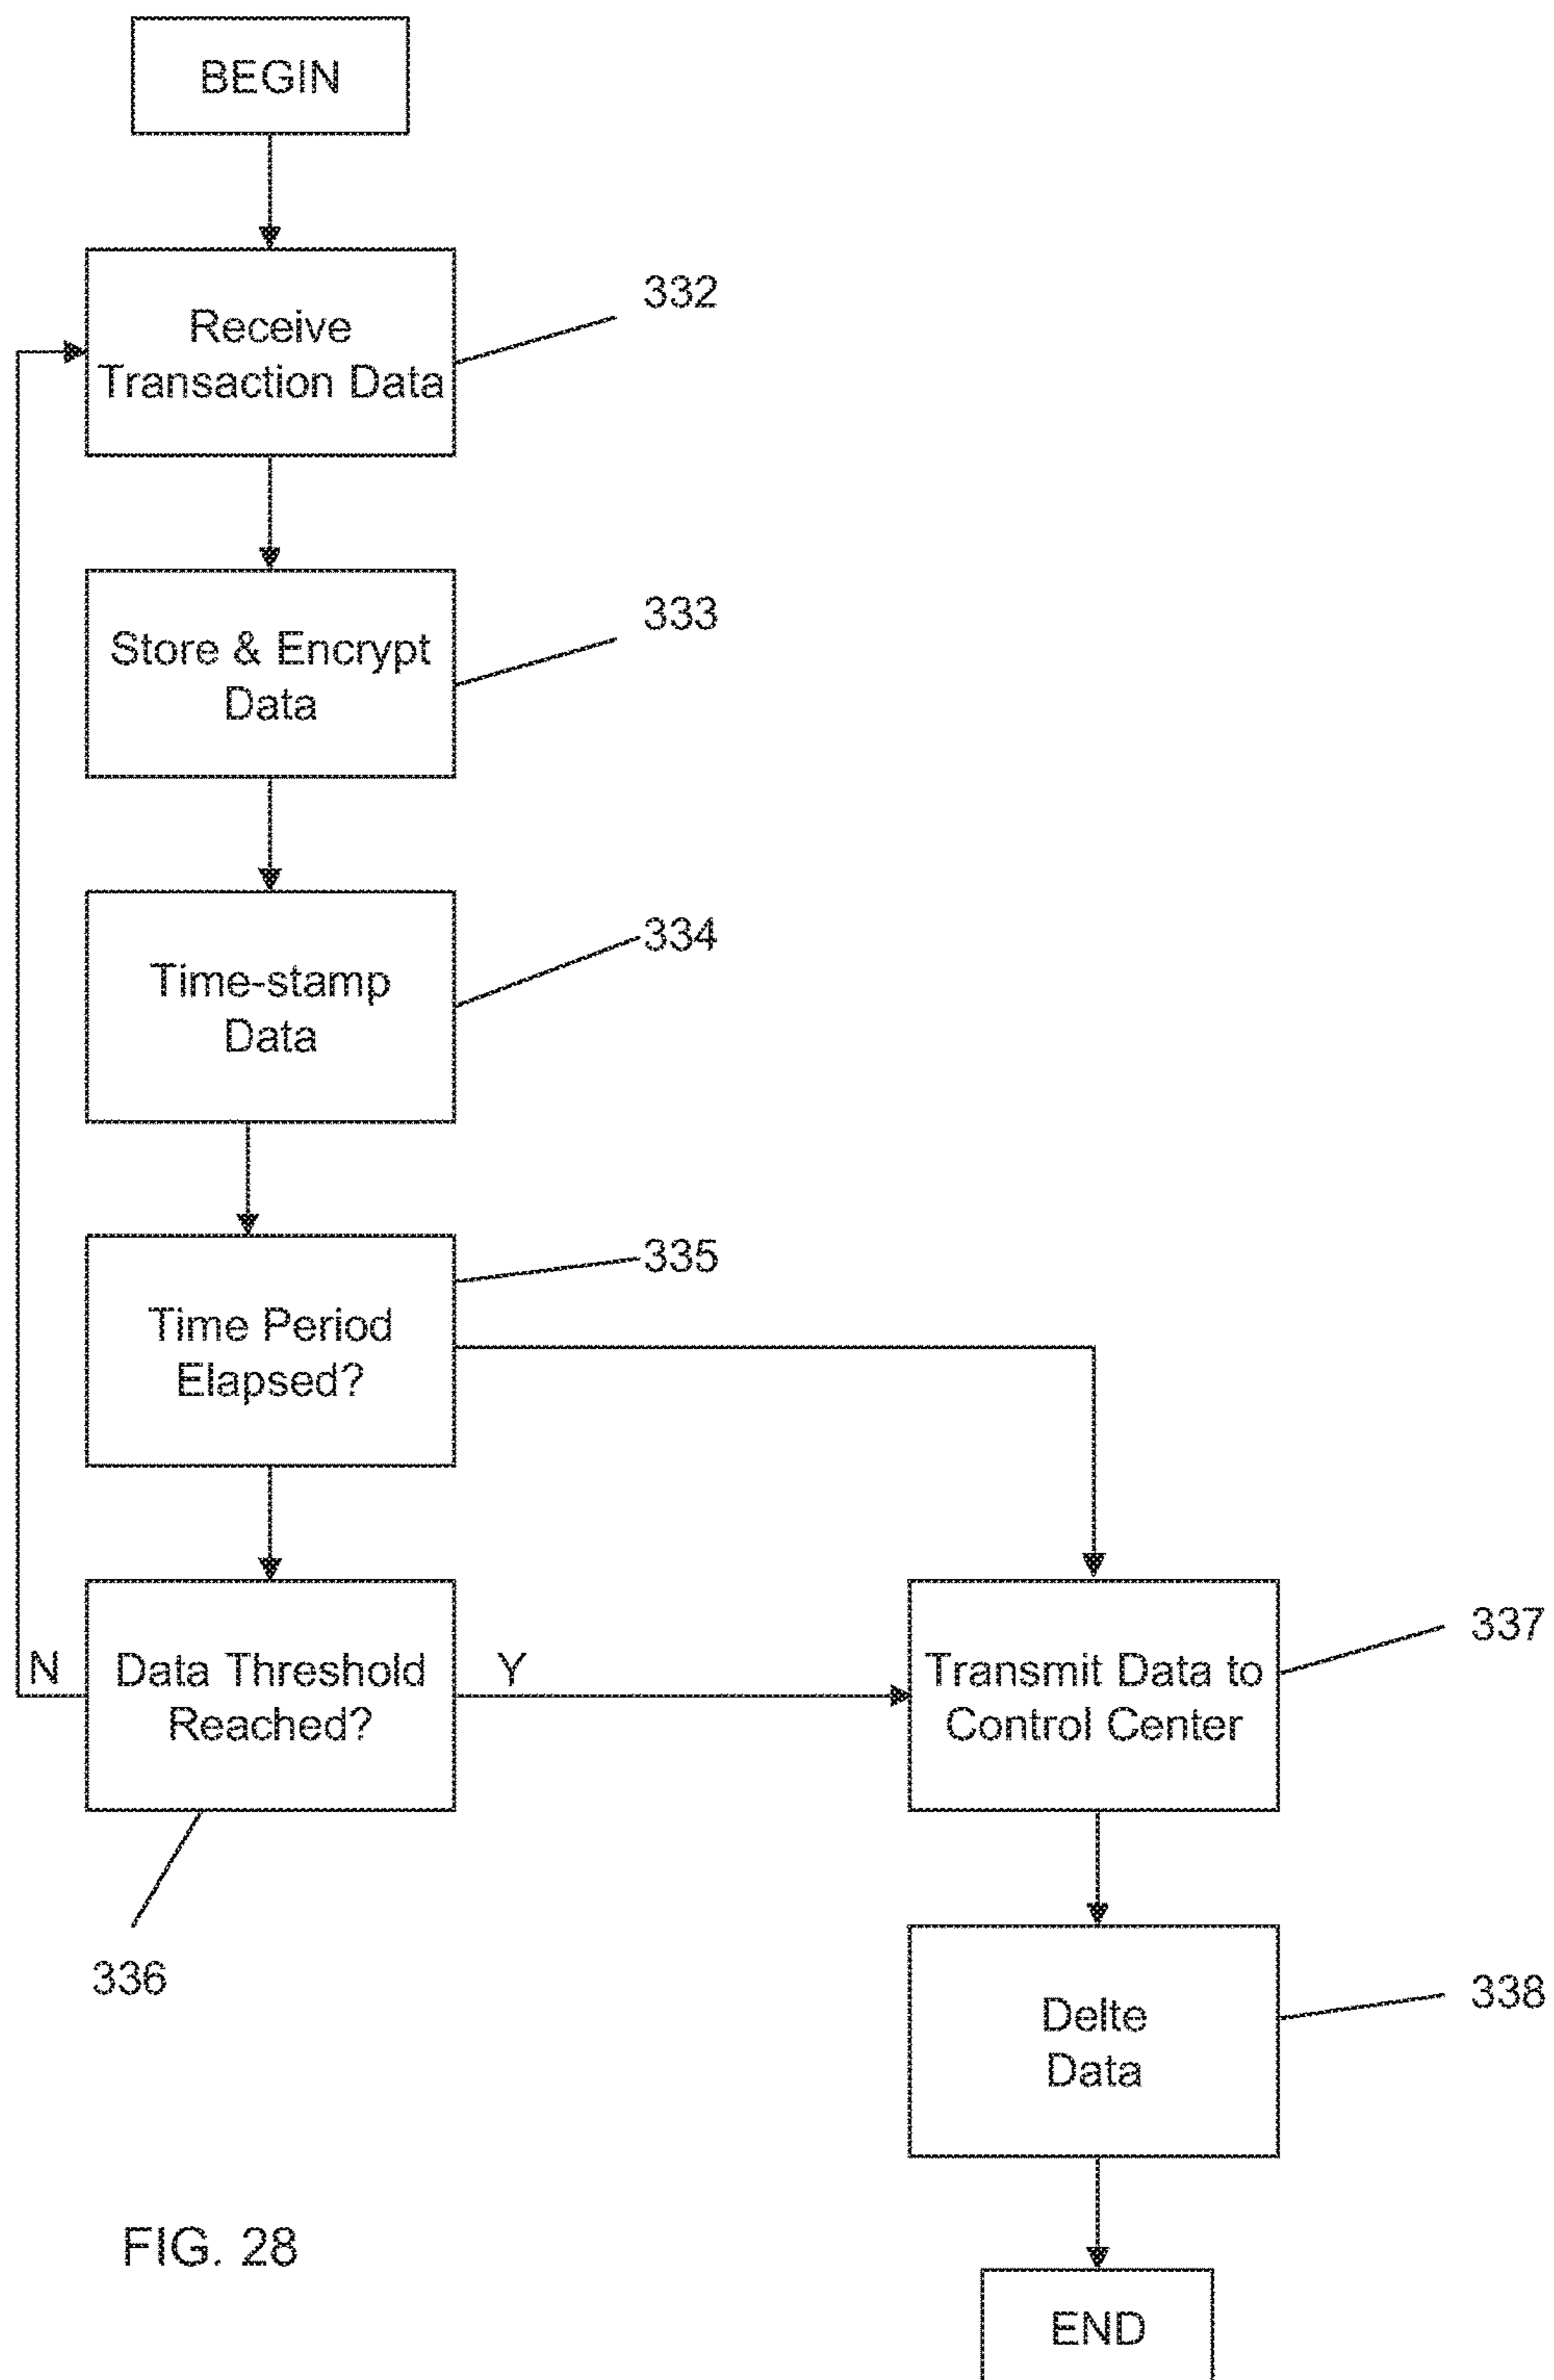 BEGIN
Receive
Transaction Data
332
Store & Encrypt
Data
333
Time-stamp
Data
334
Time Period
Elapsed?
335
N
Data Threshold
Reached?
Y
336
Transmit Data to
Control Center
337
Delte
Data
338
END
FIG. 28